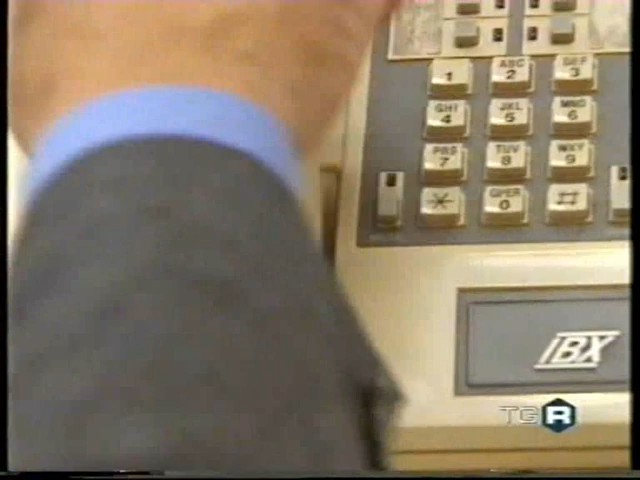 1 ABC 2 DEF 3
GHI 4 JKL 5 MNO 6
PRS 7 TUV 8 WXY 9
* OPER 0 #
IBX
TGR